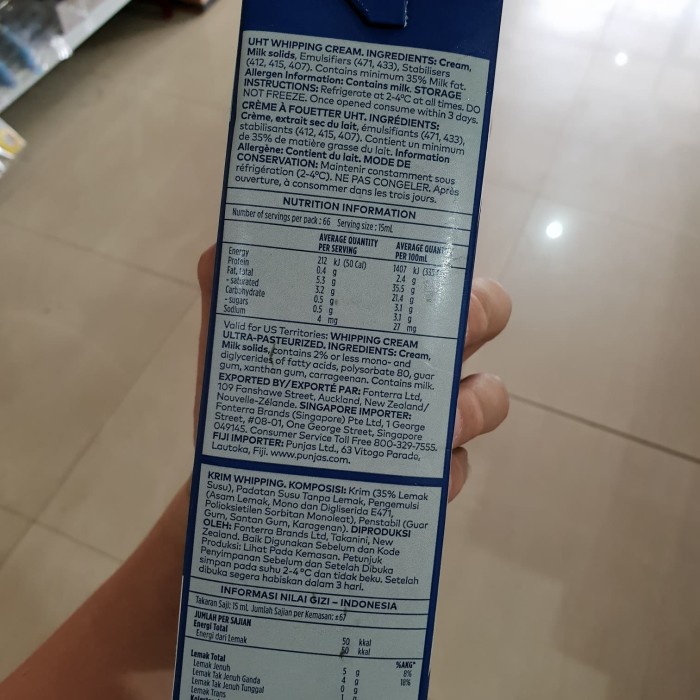 UHT WHIPPING CREAM. INGREDIENTS: Cream,
Milk solids, Emulsifiers (471, 433), Stabilisers
(412, 415, 407). Contains minimum 35% Milk fat.
Allergen Information: Contains milk. STORAGE
INSTRUCTIONS: Refrigerate at 2-4°C at all times. DO
NOT FREEZE. Once opened consume within 3 days.
CRÈME À FOUETTER UHT. INGRÉDIENTS:
Crème, extrait sec du lait, émulsifiants (471, 433),
stabilisants (412, 415, 407). Contient un minimum
de 35% de matière grasse du lait. Information
Allergène: Contient du lait. MODE DE
CONSERVATION: Maintenir constamment sous
réfrigération (2-4°C). NE PAS CONGELER. Après
ouverture, à consommer dans les trois jours.
NUTRITION INFORMATION
Number of servings per pack: 66 Serving size: 15mL
AVERAGE QUANTITY PER SERVING AVERAGE PER 100mL
Energy 212 kJ (50 Cal) 1407 kJ
Protein 0.4 g 2.4 g
Fat, total 5.3 g 35.5 g
- saturated 3.2 g 21.4 g
Carbohydrate 0.5 g 3.1 g
- sugars 0.5 g 3.1 g
Sodium 4 mg 27 mg
Valid for US Territories: WHIPPING CREAM
ULTRA-PASTEURIZED. INGREDIENTS: Cream,
Milk solids, contains 2% or less mono- and
diglycerides of fatty acids, polysorbate 80, guar
gum, xanthan gum, carrageenan. Contains milk.
EXPORTED BY/EXPORTÉ PAR: Fonterra Ltd,
109 Fanshawe Street, Auckland, New Zealand/
Nouvelle-Zélande. SINGAPORE IMPORTER:
Fonterra Brands (Singapore) Pte Ltd, 1 George
Street, #08-01, One George Street, Singapore
049145. Consumer Service Toll Free 800-329-7555.
FIJI IMPORTER: Punjas Ltd., 63 Vitogo Parade,
Lautoka, Fiji. www.punjas.com.
KRIM WHIPPING. KOMPOSISI: Krim (35% Lemak
Susu), Padatan Susu Tanpa Lemak, Pengemulsi
(Asam Lemak, Mono dan Digliserida E471,
Polioksietilen Sorbitan Monoleat), Penstabil (Guar
Gum, Santan Gum, Karagenan). DIPRODUKSI
OLEH: Fonterra Brands Ltd, Takanini, New
Zealand. Baik Digunakan Sebelum dan Kode
Produksi: Lihat Pada Kemasan. Petunjuk
Penyimpanan Sebelum dan Setelah Dibuka
simpan pada suhu 2-4°C dan tidak beku. Setelah
dibuka segera habiskan dalam 3 hari.
INFORMASI NILAI GIZI – INDONESIA
Takaran Saji: 15 mL Jumlah Sajian per Kemasan: ±67
JUMLAH PER SAJIAN
Energi Total 50 kkal
Energi dari Lemak 50 kkal
%AKG*
Lemak Total 5 g 8%
Lemak Jenuh 4 g 18%
Lemak Tak Jenuh Ganda 0 g
Lemak Tak Jenuh Tunggal 1 g
Lemak Trans